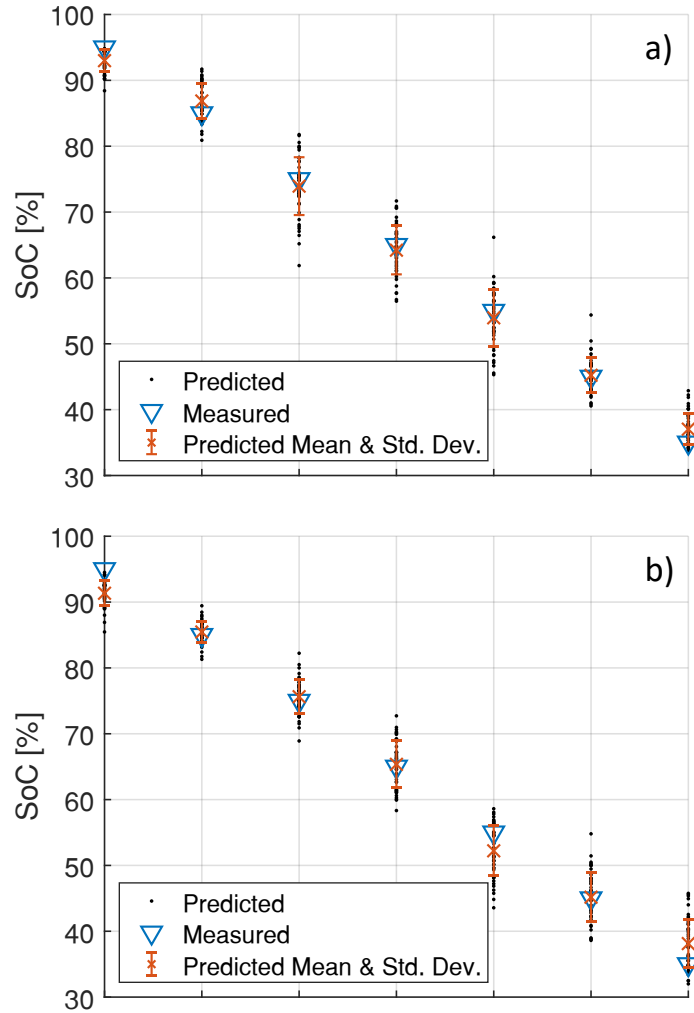 a)
SoC [%]
100
90
80
70
60
50
40
30
Predicted
Measured
Predicted Mean & Std. Dev.
b)
SoC [%]
100
90
80
70
60
50
40
30
Predicted
Measured
Predicted Mean & Std. Dev.